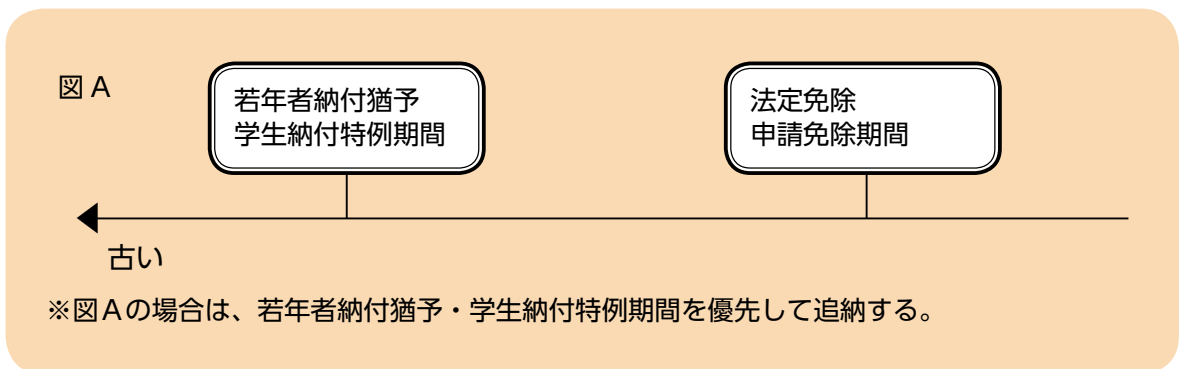 図A
若年者納付猶予
学生納付特例期間
法定免除
申請免除期間
古い
※図Aの場合は、若年者納付猶予・学生納付特例期間を優先して追納する。